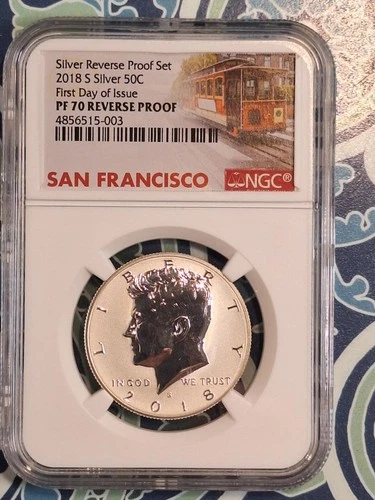 Silver Reverse Proof Set
2018 S Silver 50C
First Day of Issue
PF 70 REVERSE PROOF
4856515-003
SAN FRANCISCO
NGC®
LIBERTY
IN GOD WE TRUST
S
2018